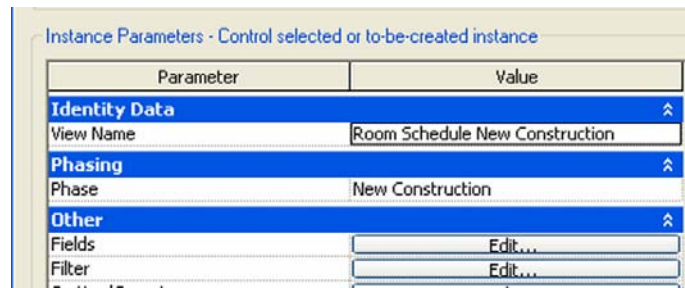 Instance Parameters - Control selected or to-be-created instance
Parameter Value
Identity Data
View Name Room Schedule New Construction
Phasing
Phase New Construction
Other
Fields Edit...
Filter Edit...